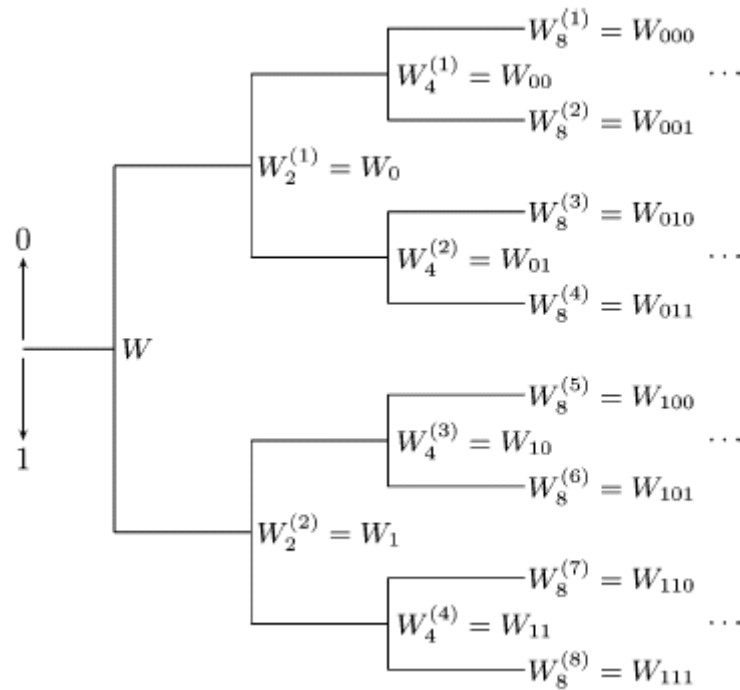 W_8^{(1)} = W_{000}
W_4^{(1)} = W_{00} ...
W_8^{(2)} = W_{001}
W_2^{(1)} = W_0
W_8^{(3)} = W_{010}
0
W_4^{(2)} = W_{01} ...
W_8^{(4)} = W_{011}
W
W_8^{(5)} = W_{100}
W_4^{(3)} = W_{10} ...
1
W_8^{(6)} = W_{101}
W_2^{(2)} = W_1
W_8^{(7)} = W_{110}
W_4^{(4)} = W_{11} ...
W_8^{(8)} = W_{111}